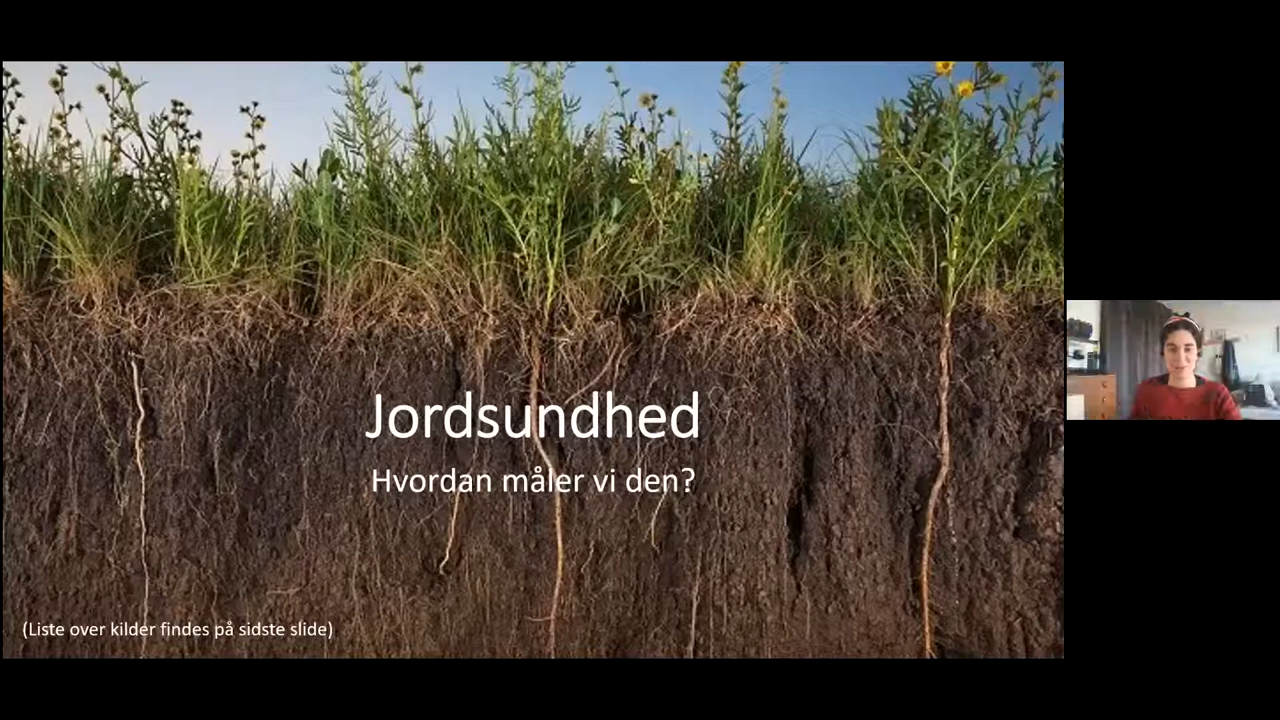 Jordsundhed
Hvordan måler vi den?
(Liste over kilder findes på sidste slide)